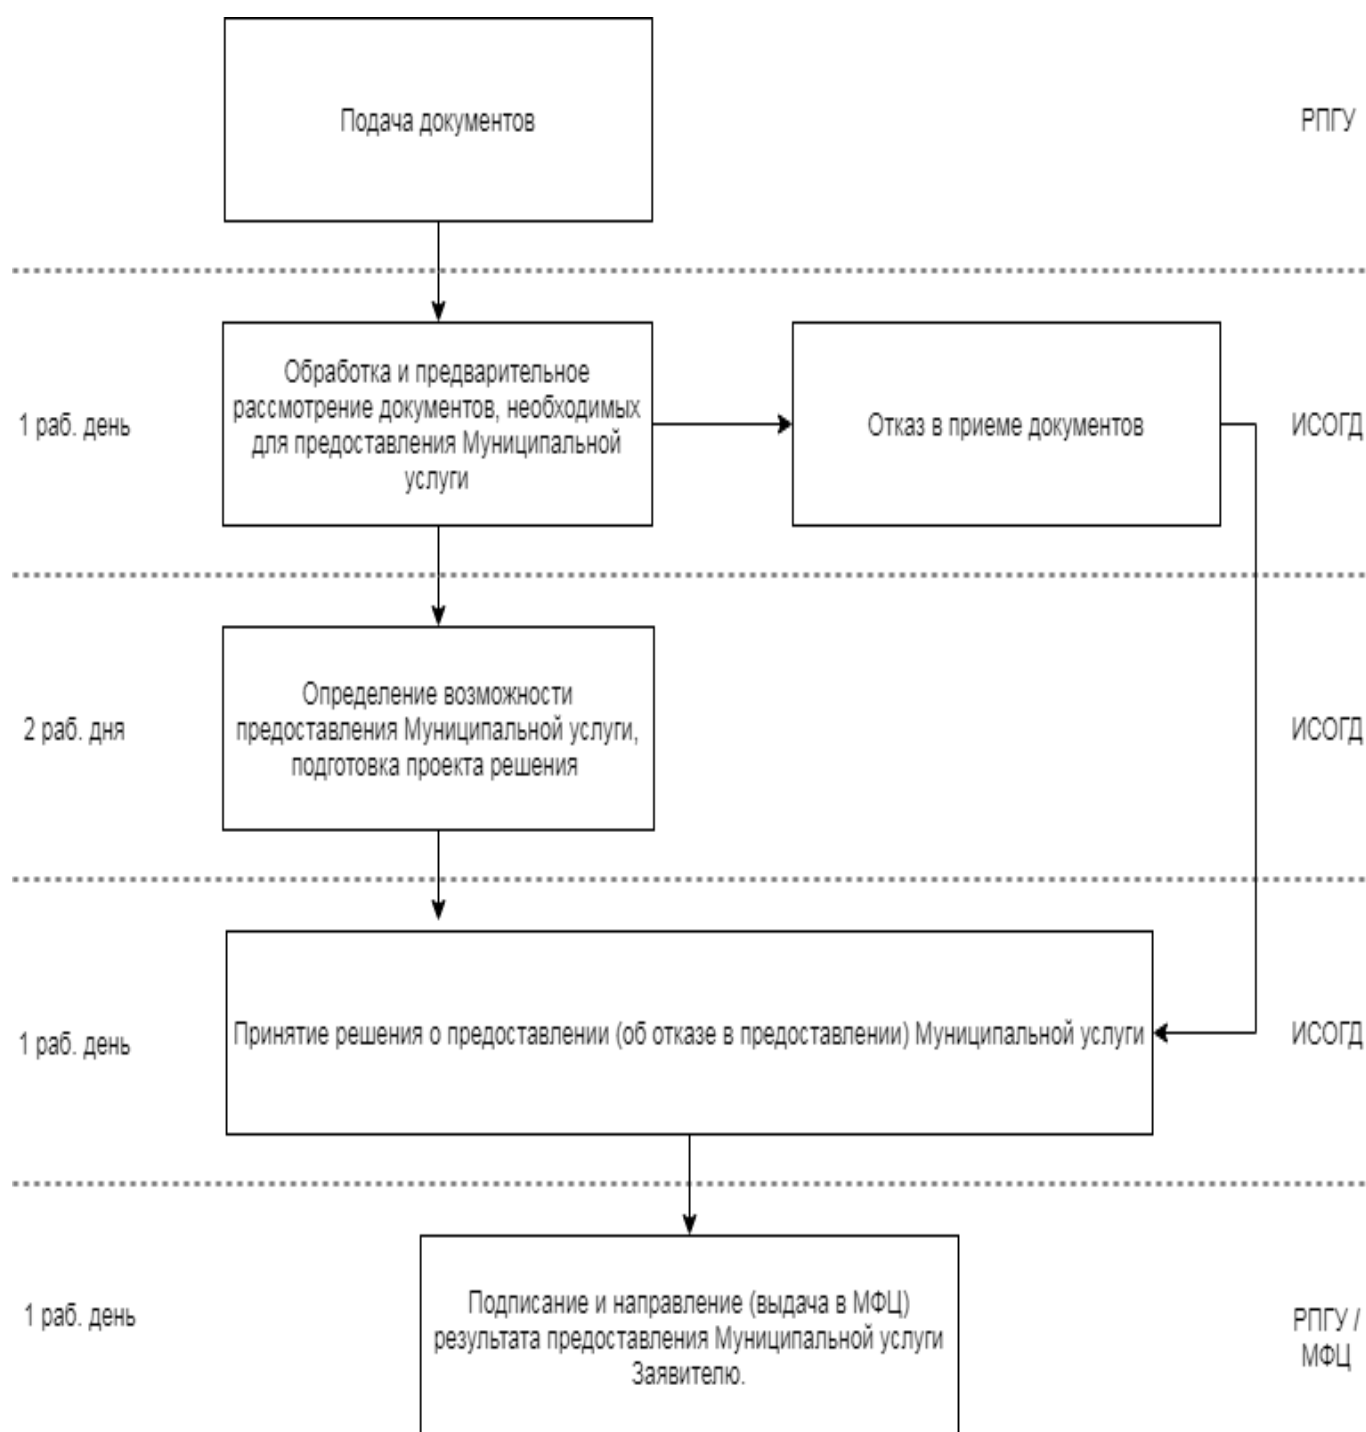 Подача документов
РПГУ
1 раб. день
Обработка и предварительное
рассмотрение документов, необходимых
для предоставления Муниципальной
услуги
Отказ в приеме документов
ИСОГД
2 раб. дня
Определение возможности
предоставления Муниципальной услуги,
подготовка проекта решения
ИСОГД
1 раб. день
Принятие решения о предоставлении (об отказе в предоставлении) Муниципальной услуги
ИСОГД
1 раб. день
Подписание и направление (выдача в МФЦ)
результата предоставления Муниципальной услуги
Заявителю.
РПГУ /
МФЦ